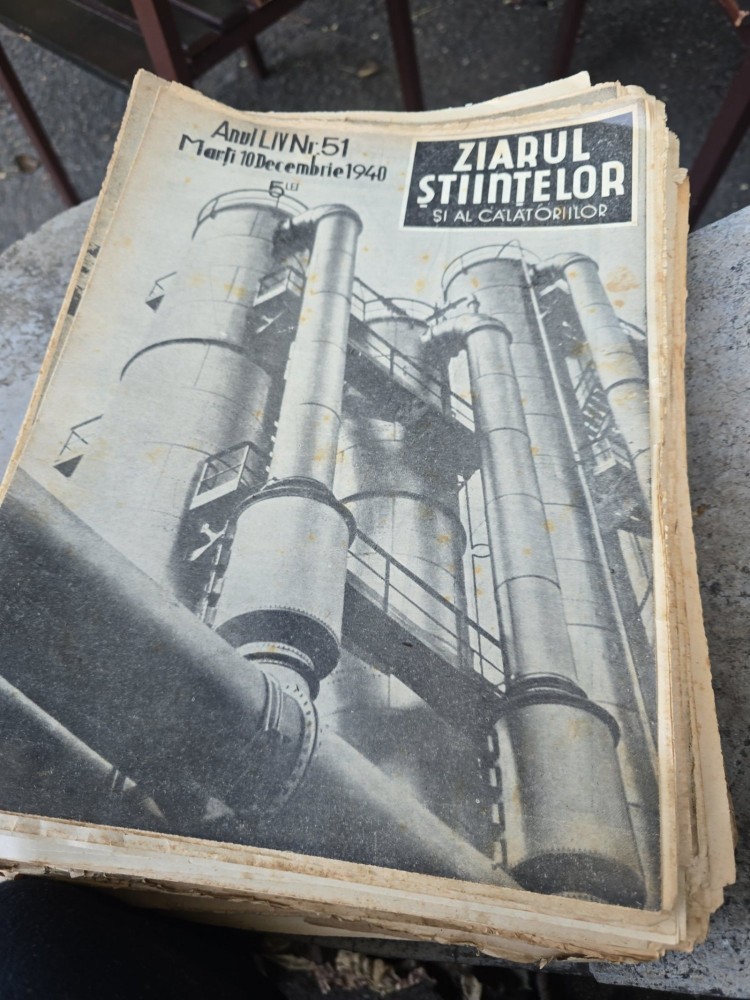 Anul LIV Nr. 51
Marți 10 Decembrie 1940
5 LEI
ZIARUL
ȘTIINȚELOR
ȘI AL CĂLĂTORIILOR